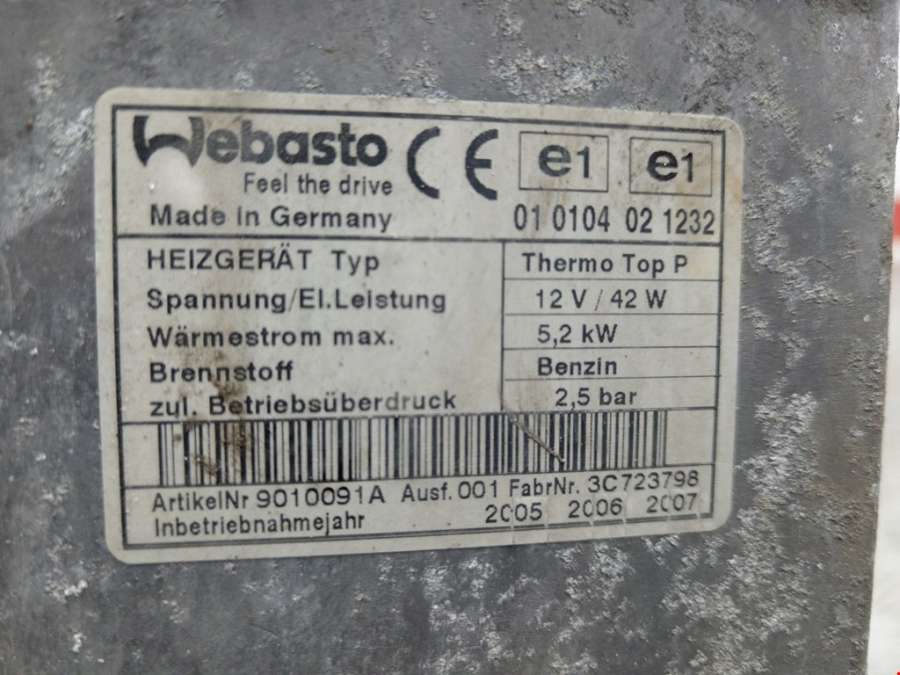 Webasto CE e1 e1
Feel the drive
Made in Germany 01 0104 02 1232
HEIZGERÄT Typ Thermo Top P
Spannung/El.Leistung 12 V / 42 W
Wärmestrom max. 5,2 kW
Brennstoff Benzin
zul. Betriebsüberdruck 2,5 bar
ArtikelNr 9010091A Ausf. 001 FabrNr. 3C723798
Inbetriebnahmejahr 2005 2006 2007